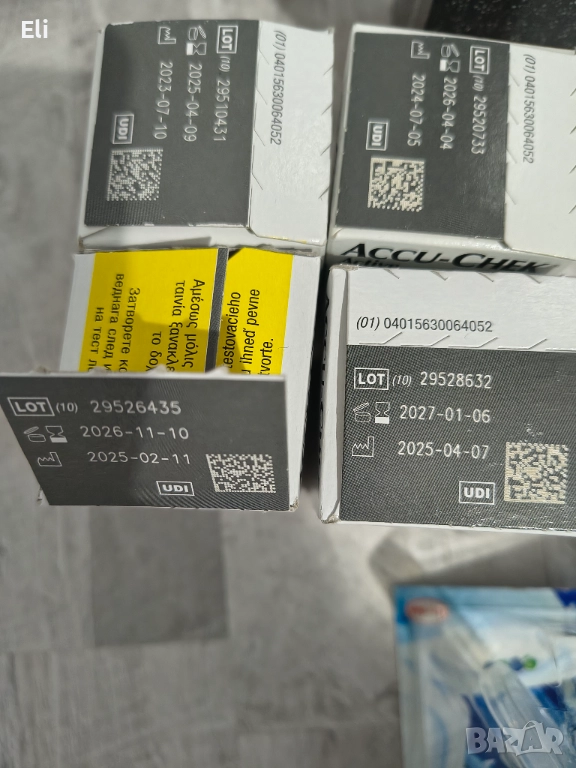 Eli
(01) 04015630064052
LOT (10) 29510431
2025-04-09
2023-07-10
UDI
(01) 04015630064052
LOT (10) 29520733
2026-04-04
2024-07-05
UDI
ACCU-CHEK
Затворете
веднага след
на тест
Αμέσως μόλις
ταινία
το
testovacieho
ihneď pevne
(01) 04015630064052
LOT (10) 29528632
2027-01-06
2025-04-07
UDI
LOT (10) 29526435
2026-11-10
2025-02-11
UDI
BAZAR